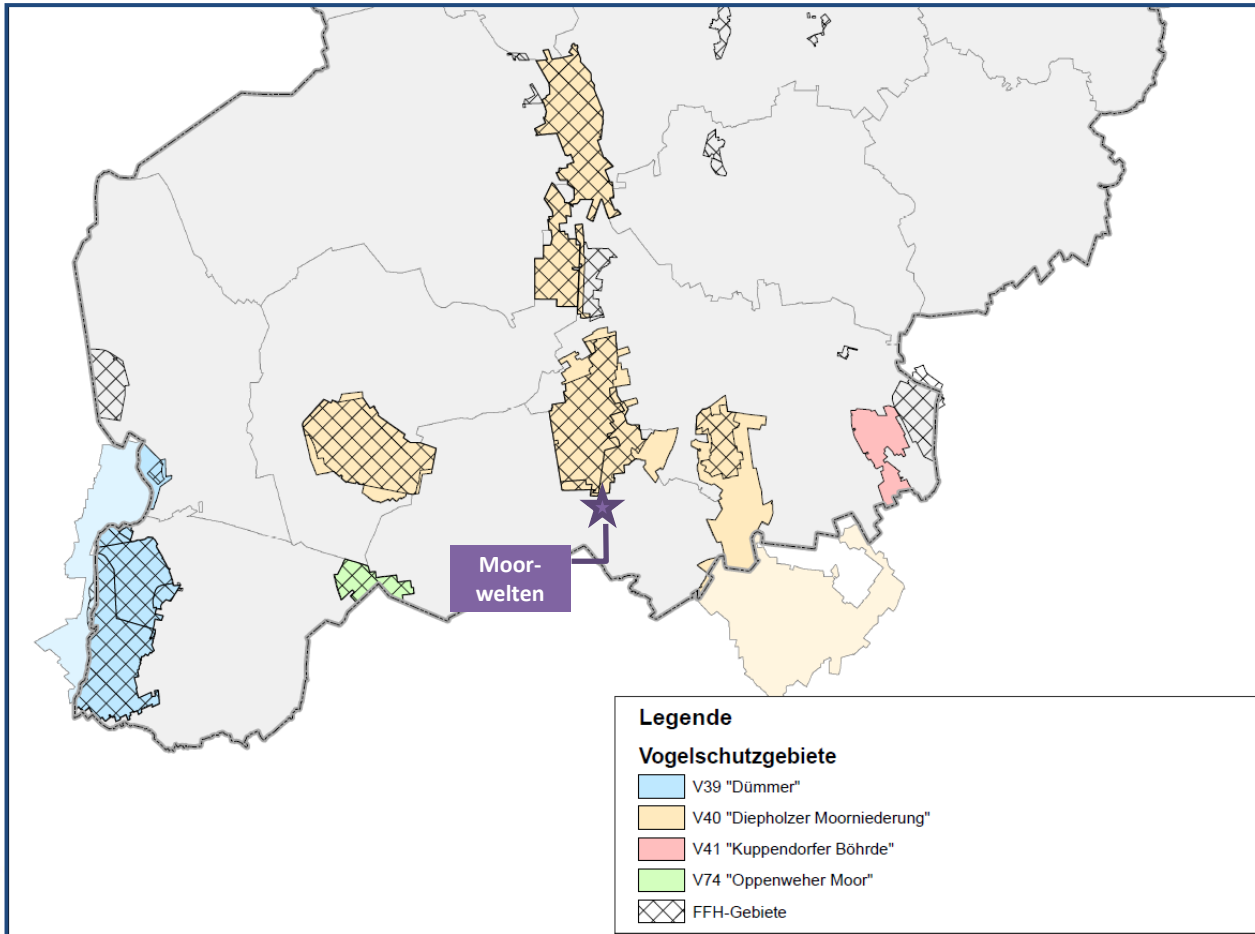 Moor-
welten
Legende
Vogelschutzgebiete
V39 "Dümmer"
V40 "Diepholzer Moorniederung"
V41 "Kuppendorfer Böhrde"
V74 "Oppenweher Moor"
FFH-Gebiete